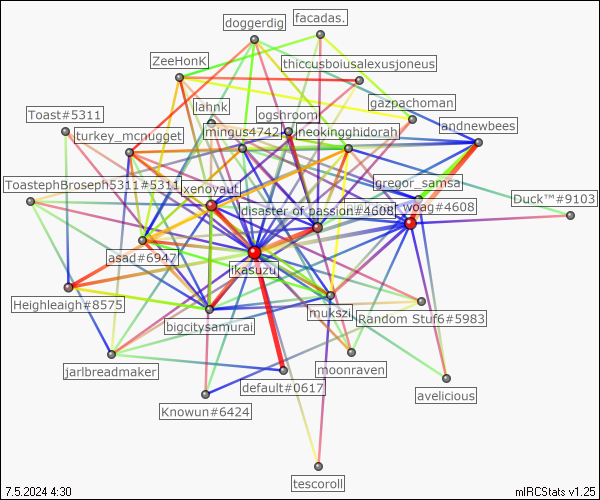 facadas.
doggerdig
ZeeHonK
thiccusboiusalexusjoneus
lahnk
gazpachoman
Toast#5311
ogshroom
andnewbees
turkey_mcnugget
mingus4742
neokingghidorah
ToastephBroseph5311#5311
xenoyaut
gregor_samsa
Duck™#9103
disaster of passion#4608
woag#4608
asad#6947
ikasuzu
Heighleaigh#8575
bigcitysamurai
mukszi
Random Stuf6#5983
jarlbreadmaker
moonraven
default#0617
avelicious
Knowun#6424
tescoroll
7.5.2024 4:30
mIRCStats v1.25